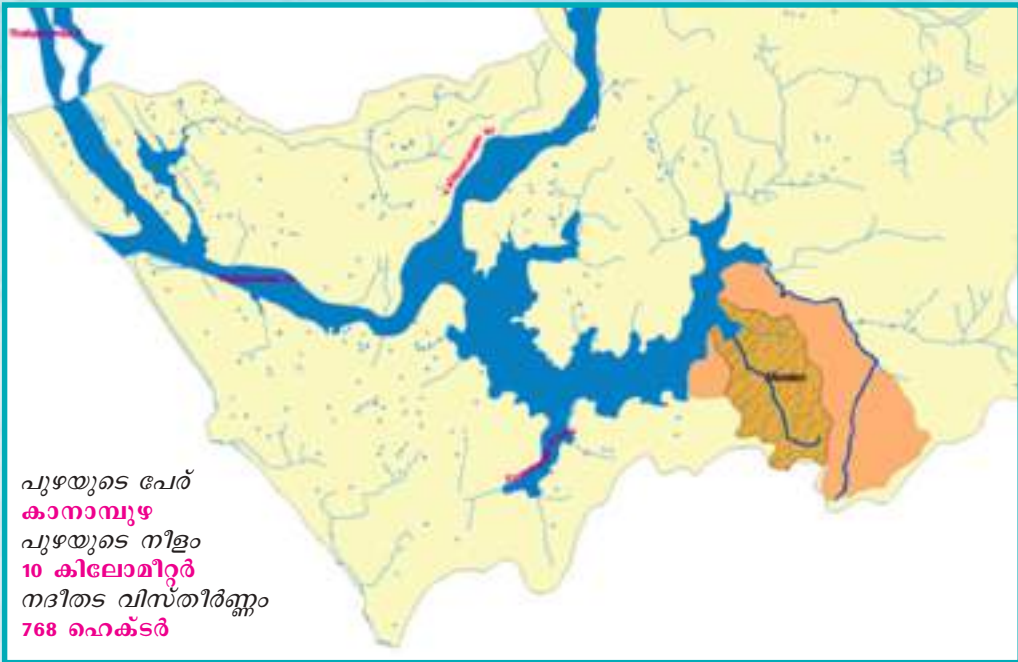 പുഴയുടെ പേര്
കാനാമ്പുഴ
പുഴയുടെ നീളം
10 കിലോമീറ്റർ
നദീതട വിസ്തീർണ്ണം
768 ഹെക്ടർ